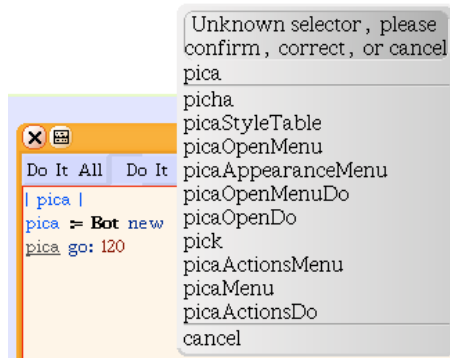 Unknown selector, please
confirm, correct, or cancel
pica
picha
picaStyleTable
picaOpenMenu
picaAppearanceMenu
picaOpenMenuDo
picaOpenDo
pick
picaActionsMenu
picaMenu
picaActionsDo
cancel
Do It All Do It
| pica |
pica := Bot new
pica go: 120